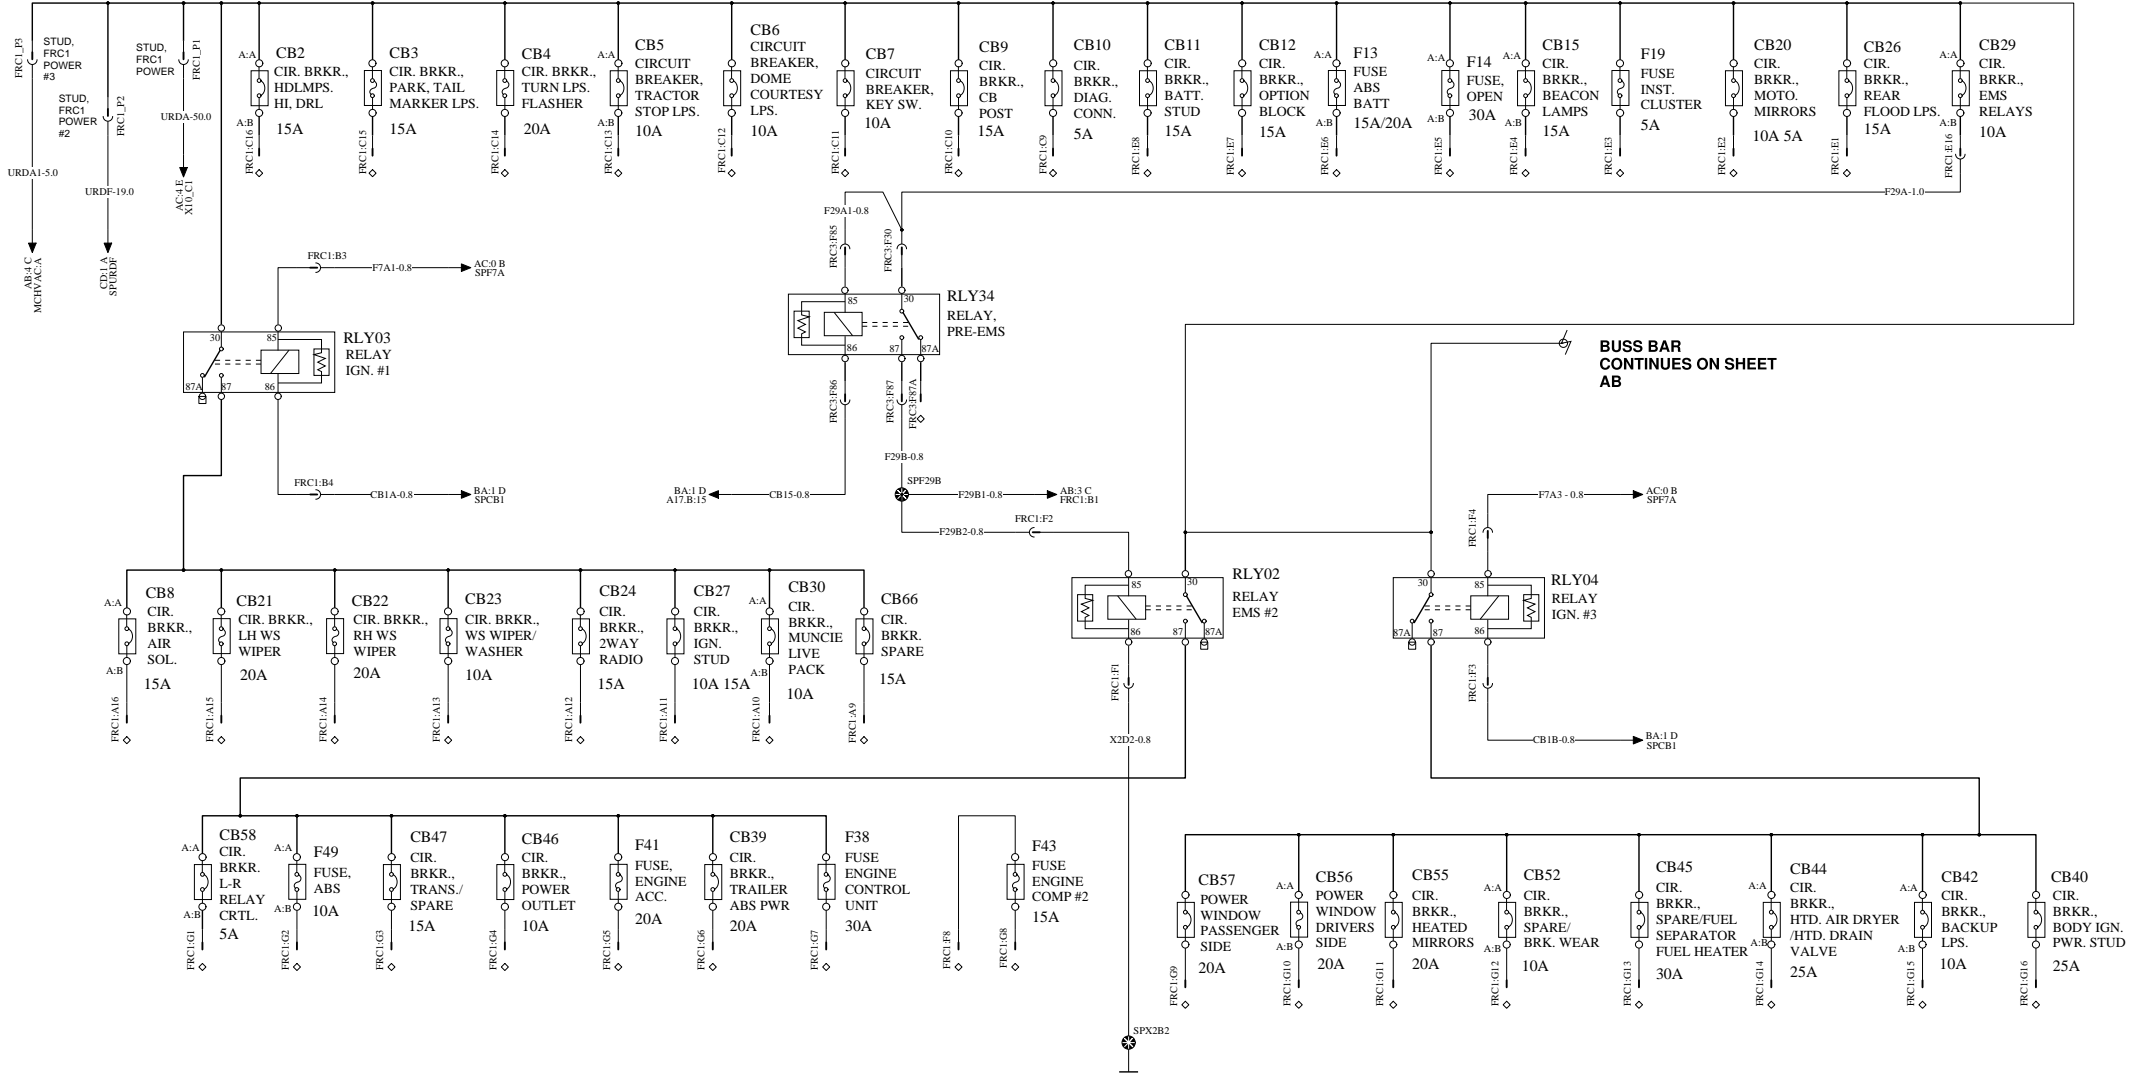 FRC1_P3
STUD,
FRC1
POWER
#3
URDA1-5.0
AB:4 C
MCHVAC:A
STUD,
FRC1
POWER
#2
FRC1_P2
URDF-19.0
CD:1 A
SPURDF
STUD,
FRC1
POWER
FRC1_P1
URDA-50.0
AC:4 E
X10_C1
A:A
CB2
CIR. BRKR.,
HDLMPS.
HI, DRL
15A
A:B
FRC1:C16
CB3
CIR. BRKR.,
PARK, TAIL
MARKER LPS.
15A
FRC1:C15
CB4
CIR. BRKR.,
TURN LPS.
FLASHER
20A
FRC1:C14
A:A
CB5
CIRCUIT
BREAKER,
TRACTOR
STOP LPS.
10A
A:B
FRC1:C13
CB6
CIRCUIT
BREAKER,
DOME
COURTESY
LPS.
10A
FRC1:C12
CB7
CIRCUIT
BREAKER,
KEY SW.
10A
FRC1:C11
CB9
CIR.
BRKR.,
CB
POST
15A
FRC1:C10
CB10
CIR.
BRKR.,
DIAG.
CONN.
5A
FRC1:C9
CB11
CIR.
BRKR.,
BATT.
STUD
15A
FRC1:E8
CB12
CIR.
BRKR.,
OPTION
BLOCK
15A
FRC1:E7
A:A
F13
FUSE
ABS
BATT
15A/20A
A:B
FRC1:E6
A:A
F14
FUSE,
OPEN
30A
A:B
FRC1:E5
A:A
CB15
CIR.
BRKR.,
BEACON
LAMPS
15A
A:B
FRC1:E4
F19
FUSE
INST.
CLUSTER
5A
FRC1:E3
CB20
CIR.
BRKR.,
MOTO.
MIRRORS
10A 5A
FRC1:E2
CB26
CIR.
BRKR.,
REAR
FLOOD LPS.
15A
FRC1:E1
A:A
CB29
CIR.
BRKR.,
EMS
RELAYS
10A
A:B
FRC1:E16
F29A-1.0
F29A1-0.8
FRC3:F85
FRC3:F30
FRC1:B3
F7A1-0.8
AC:0 B
SPF7A
30
85
87A
87
86
RLY03
RELAY
IGN. #1
FRC1:B4
CB1A-0.8
BA:1 D
SPCB1
85
30
86
87
87A
RLY34
RELAY,
PRE-EMS
FRC3:F86
FRC3:F87
FRC3:F87A
F29B-0.8
SPF29B
BA:1 D
A17.B:15
CB15-0.8
F29B1-0.8
AB:3 C
FRC1:B1
F29B2-0.8
FRC1:F2
BUSS BAR
CONTINUES ON SHEET
AB
F7A3 - 0.8
AC:0 B
SPF7A
FRC1:F4
85
30
86
87
87A
RLY02
RELAY
EMS #2
FRC1:F1
X2D2-0.8
30
85
87A
87
86
RLY04
RELAY
IGN. #3
FRC1:F3
CB1B-0.8
BA:1 D
SPCB1
A:A
CB8
CIR.
BRKR.,
AIR
SOL.
15A
A:B
FRC1:A16
CB21
CIR. BRKR.,
LH WS
WIPER
20A
FRC1:A15
CB22
CIR. BRKR.,
RH WS
WIPER
20A
FRC1:A14
CB23
CIR. BRKR.,
WS WIPER/
WASHER
10A
FRC1:A13
CB24
CIR.
BRKR.,
2WAY
RADIO
15A
FRC1:A12
CB27
CIR.
BRKR.,
IGN.
STUD
10A 15A
FRC1:A11
A:A
CB30
CIR.
BRKR.,
MUNCIE
LIVE
PACK
10A
A:B
FRC1:A10
CB66
CIR.
BRKR.
SPARE
15A
FRC1:A9
A:A
CB58
CIR.
BRKR.
L-R
RELAY
CRTL.
5A
A:B
FRC1:G1
A:A
F49
FUSE,
ABS
10A
A:B
FRC1:G2
CB47
CIR.
BRKR.,
TRANS./
SPARE
15A
FRC1:G3
CB46
CIR.
BRKR.,
POWER
OUTLET
10A
FRC1:G4
F41
FUSE,
ENGINE
ACC.
20A
FRC1:G5
CB39
CIR.
BRKR.,
TRAILER
ABS PWR
20A
FRC1:G6
F38
FUSE
ENGINE
CONTROL
UNIT
30A
FRC1:G7
FRC1:F8
F43
FUSE
ENGINE
COMP #2
15A
FRC1:G8
CB57
POWER
WINDOW
PASSENGER
SIDE
20A
FRC1:G9
A:A
CB56
POWER
WINDOW
DRIVERS
SIDE
20A
A:B
FRC1:G10
CB55
CIR.
BRKR.,
HEATED
MIRRORS
20A
FRC1:G11
A:A
CB52
CIR.
BRKR.,
SPARE/
BRK. WEAR
10A
A:B
FRC1:G12
CB45
CIR.
BRKR.,
SPARE/FUEL
SEPARATOR
FUEL HEATER
30A
FRC1:G13
A:A
CB44
CIR.
BRKR.,
HTD. AIR DRYER
/HTD. DRAIN
VALVE
25A
A:B
FRC1:G14
A:A
CB42
CIR.
BRKR.,
BACKUP
LPS.
10A
A:B
FRC1:G15
CB40
CIR.
BRKR.,
BODY IGN.
PWR. STUD
25A
FRC1:G16
SPX2B2